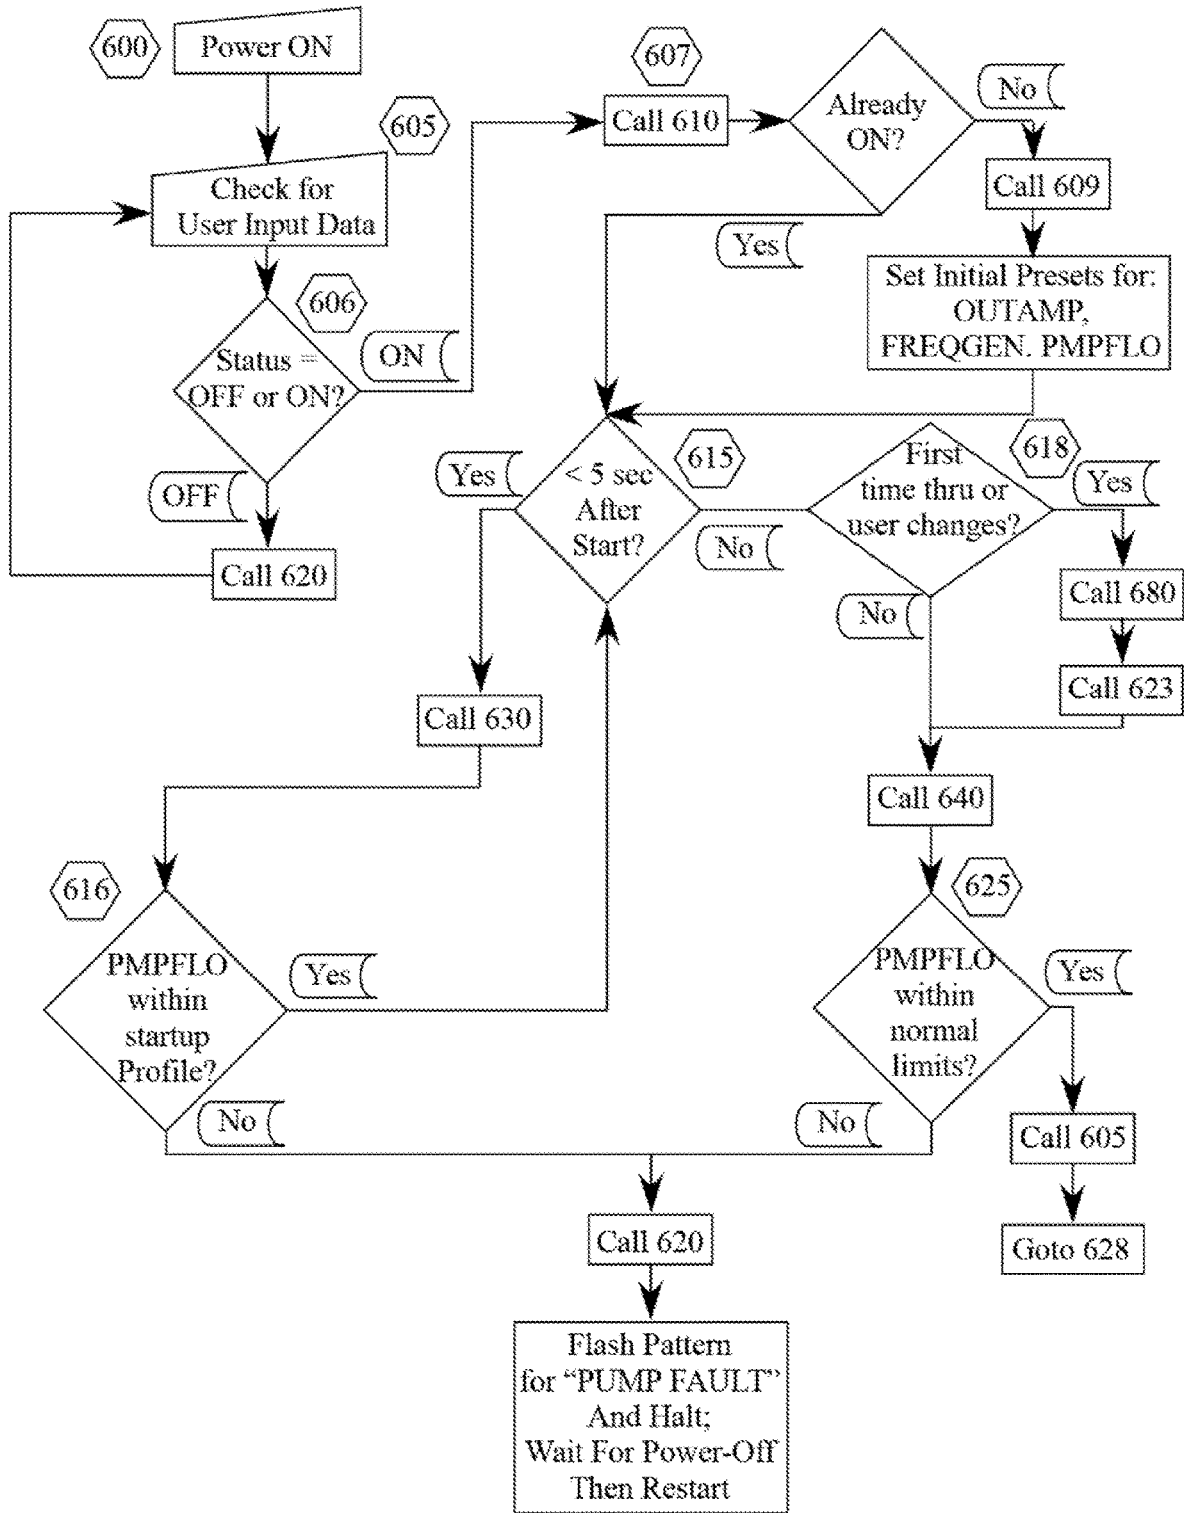 600
Power ON
605
Check for
User Input Data
606
Status =
OFF or ON?
ON
OFF
Call 620
607
Call 610
Already
ON?
No
Call 609
Yes
Set Initial Presets for:
OUTAMP,
FREQGEN. PMPFLO
615
< 5 sec
After
Start?
Yes
No
618
First
time thru or
user changes?
Yes
No
Call 680
Call 623
Call 630
Call 640
616
PMPFLO
within
startup
Profile?
Yes
No
625
PMPFLO
within
normal
limits?
Yes
No
Call 605
Goto 628
Call 620
Flash Pattern
for “PUMP FAULT”
And Halt;
Wait For Power-Off
Then Restart